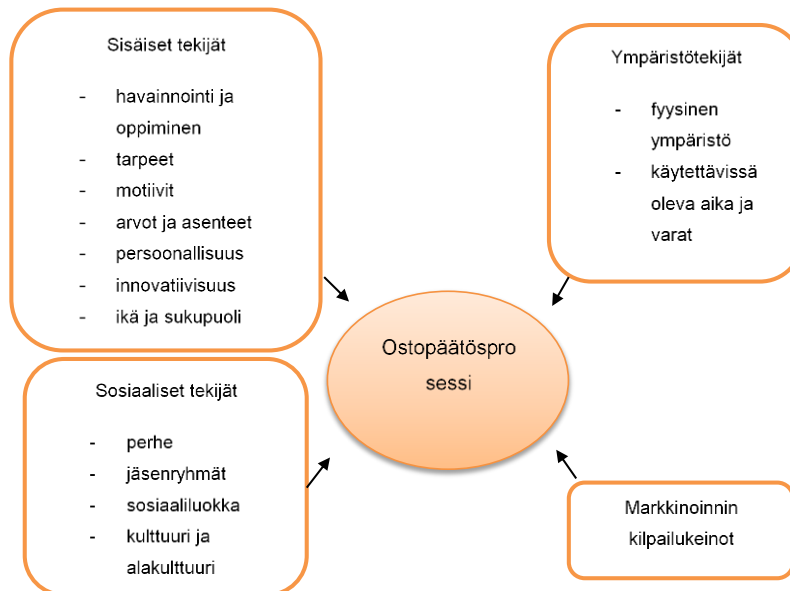 Sisäiset tekijät
- havainnointi ja
oppiminen
- tarpeet
- motiivit
- arvot ja asenteet
- persoonallisuus
- innovatiivisuus
- ikä ja sukupuoli
Ympäristötekijät
- fyysinen
ympäristö
- käytettävissä
oleva aika ja
varat
Ostopäätöspro
sessi
Sosiaaliset tekijät
- perhe
- jäsenryhmät
- sosiaaliluokka
- kulttuuri ja
alakulttuuri
Markkinoinnin
kilpailukeinot